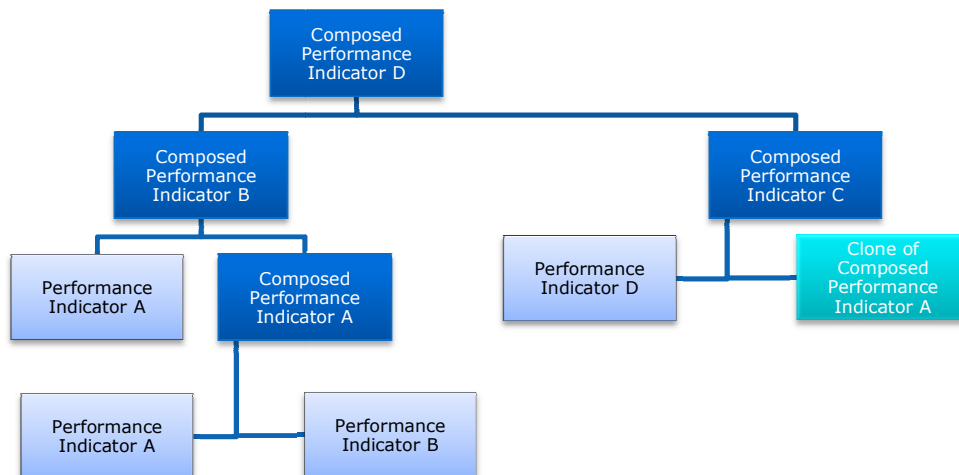 Composed
Performance
Indicator D
Composed
Performance
Indicator B
Composed
Performance
Indicator C
Performance
Indicator A
Composed
Performance
Indicator A
Performance
Indicator D
Clone of
Composed
Performance
Indicator A
Performance
Indicator A
Performance
Indicator B